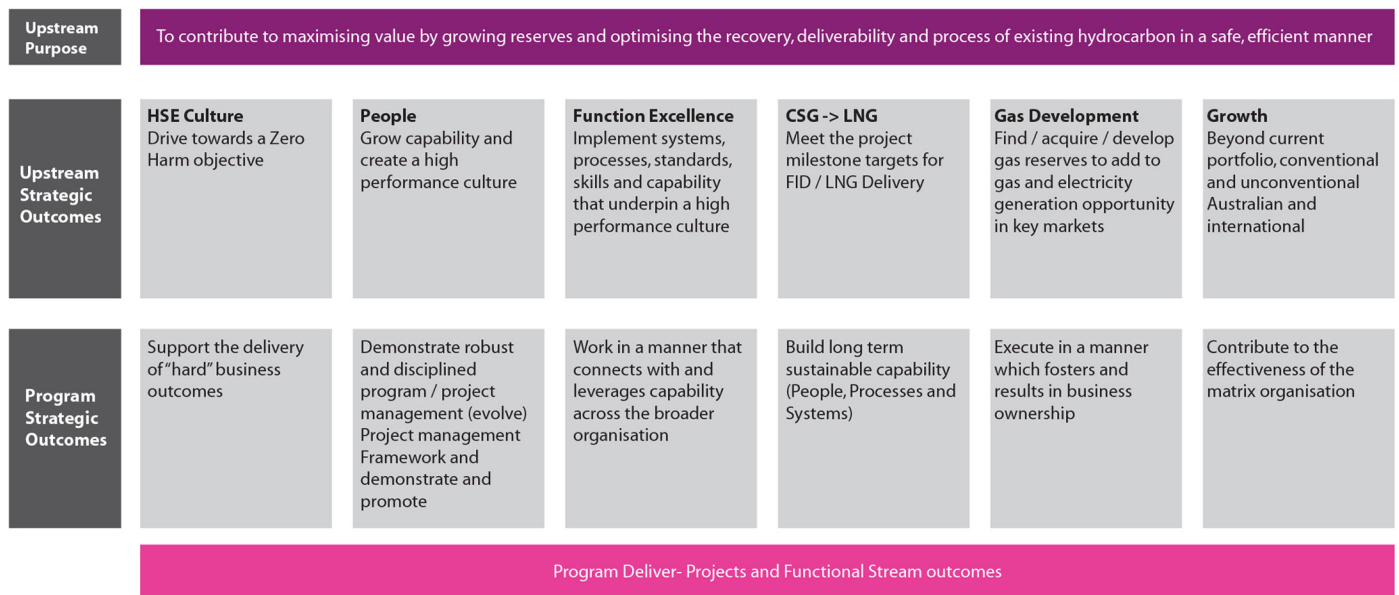 Upstream
Purpose
To contribute to maximising value by growing reserves and optimising the recovery, deliverability and process of existing hydrocarbon in a safe, efficient manner
Upstream
Strategic
Outcomes
HSE Culture
Drive towards a Zero
Harm objective
People
Grow capability and
create a high
performance culture
Function Excellence
Implement systems,
processes, standards,
skills and capability
that underpin a high
performance culture
CSG -> LNG
Meet the project
milestone targets for
FID / LNG Delivery
Gas Development
Find / acquire / develop
gas reserves to add to
gas and electricity
generation opportunity
in key markets
Growth
Beyond current
portfolio, conventional
and unconventional
Australian and
international
Program
Strategic
Outcomes
Support the delivery
of "hard" business
outcomes
Demonstrate robust
and disciplined
program / project
management (evolve)
Project management
Framework and
demonstrate and
promote
Work in a manner that
connects with and
leverages capability
across the broader
organisation
Build long term
sustainable capability
(People, Processes and
Systems)
Execute in a manner
which fosters and
results in business
ownership
Contribute to the
effectiveness of the
matrix organisation
Program Deliver- Projects and Functional Stream outcomes